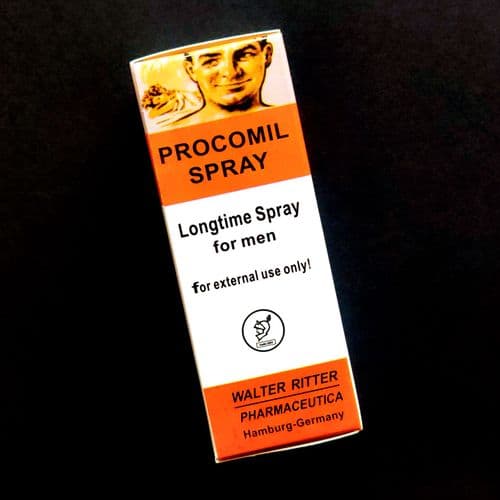 PROCOMIL
SPRAY
Longtime Spray
for men
for external use only!
WALTER RITTER
PHARMACEUTICA
Hamburg-Germany